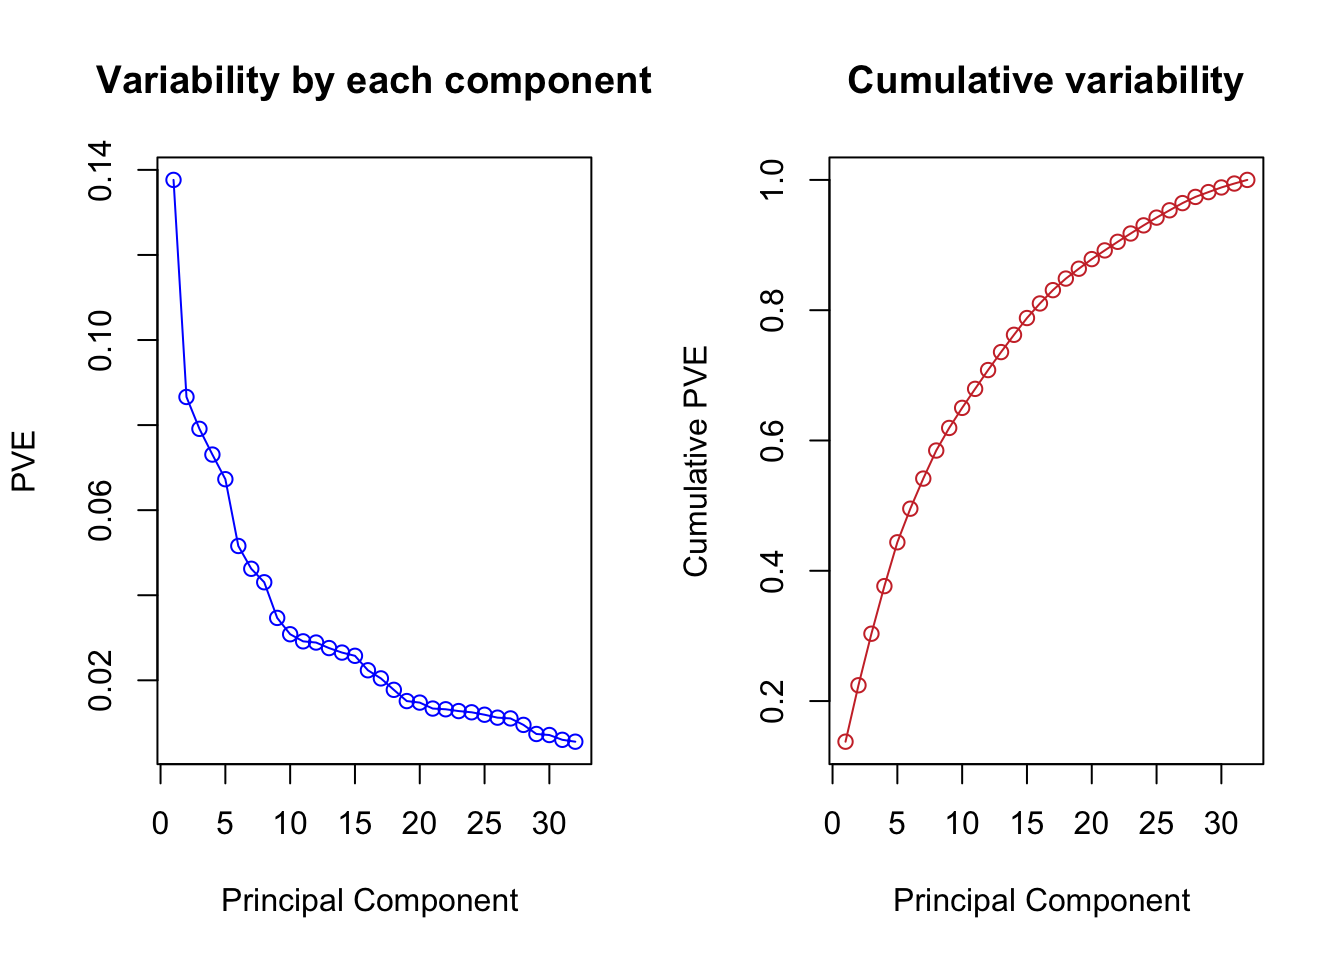 Variability by each component
PVE
0.14
0.10
0.06
0.02
0 5 10 15 20 25 30
Principal Component
Cumulative variability
Cumulative PVE
1.0
0.8
0.6
0.4
0.2
0 5 10 15 20 25 30
Principal Component